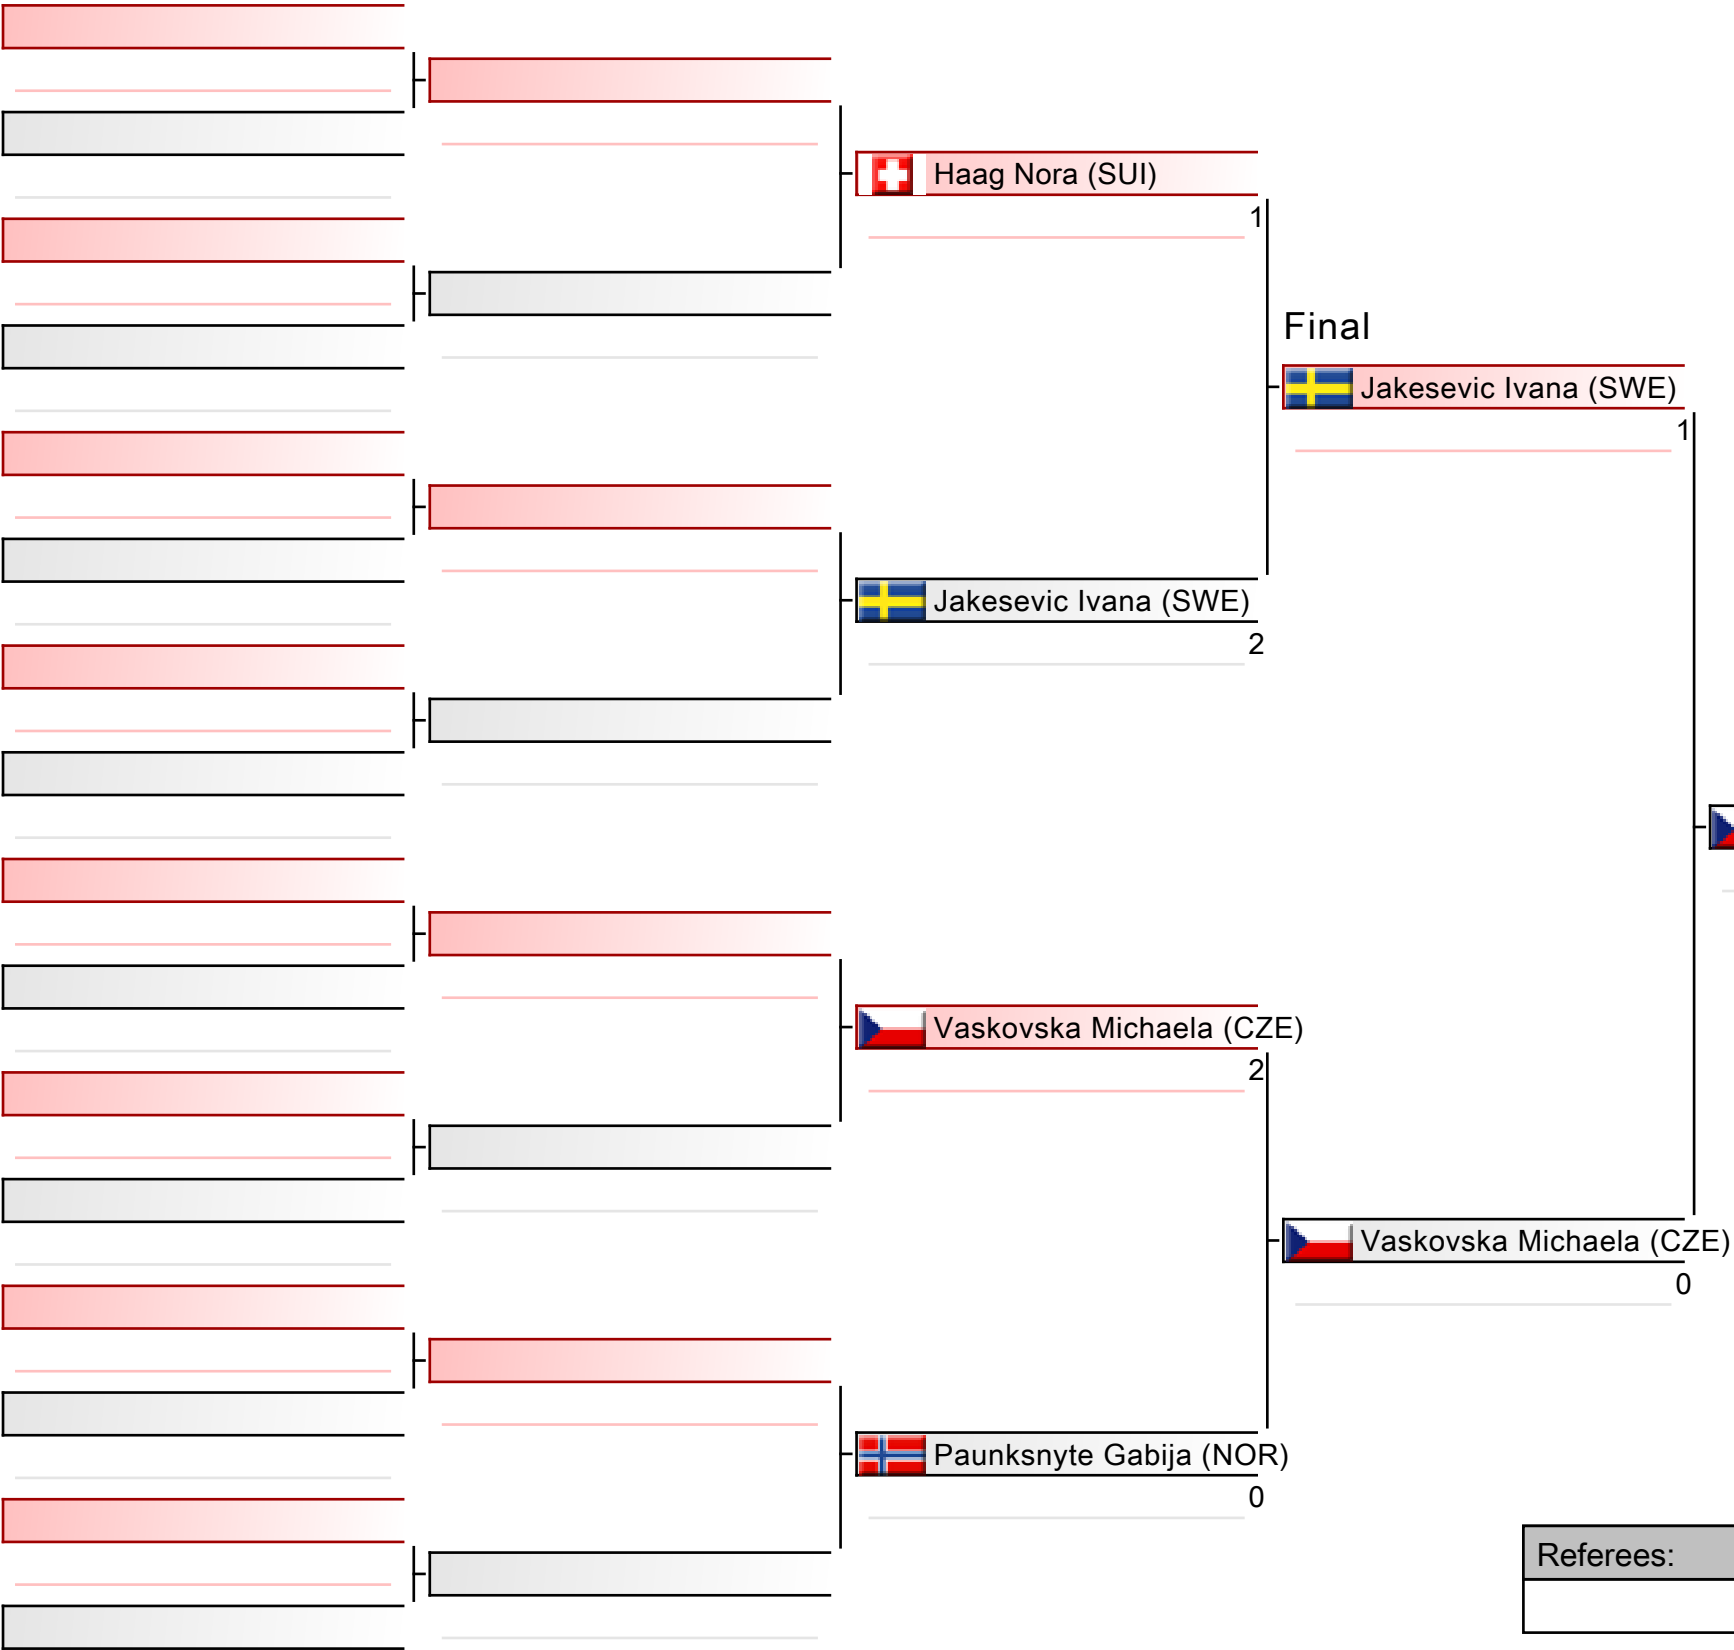 Haag Nora (SUI)
1
Final
Jakesevic Ivana (SWE)
1
Jakesevic Ivana (SWE)
2
Vaskovska Michaela (CZE)
2
Vaskovska Michaela (CZE)
0
Paunksnyte Gabija (NOR)
0
Referees: